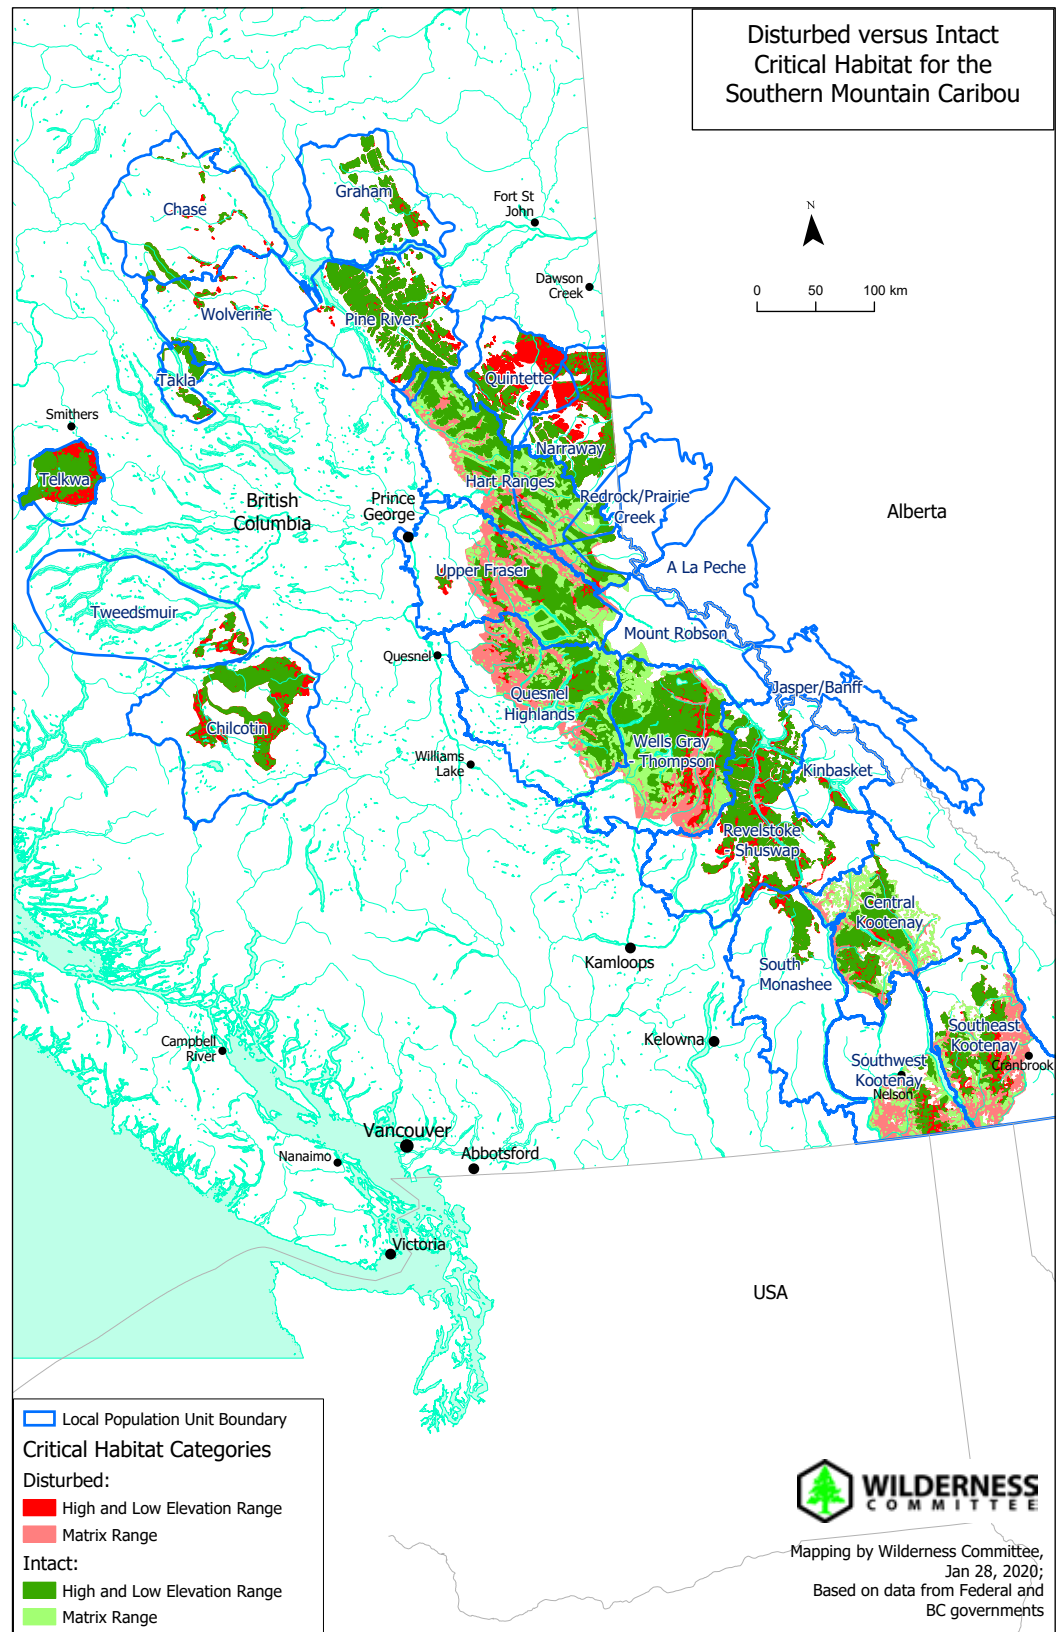 Disturbed versus Intact
Critical Habitat for the
Southern Mountain Caribou
N
0 50 100 km
Chase
Graham
Fort St
John
Dawson
Creek
Wolverine
Pine River
Takla
Quintette
Smithers
Narraway
Telkwa
British
Columbia
Prince
George
Hart Ranges
Redrock/Prairie
Creek
Alberta
Upper Fraser
A La Peche
Tweedsmuir
Mount Robson
Quesnel
Jasper/Banff
Quesnel
Highlands
Chilcotin
Wells Gray
- Thompson
Williams
Lake
Kinbasket
Revelstoke
- Shuswap
Central
Kootenay
Kamloops
South
Monashee
Campbell
River
Kelowna
Southeast
Kootenay
Cranbrook
Southwest
Kootenay
Nelson
Vancouver
Nanaimo
Abbotsford
Victoria
USA
Local Population Unit Boundary
Critical Habitat Categories
Disturbed:
High and Low Elevation Range
Matrix Range
Intact:
High and Low Elevation Range
Matrix Range
WILDERNESS
COMMITTEE
Mapping by Wilderness Committee,
Jan 28, 2020;
Based on data from Federal and
BC governments